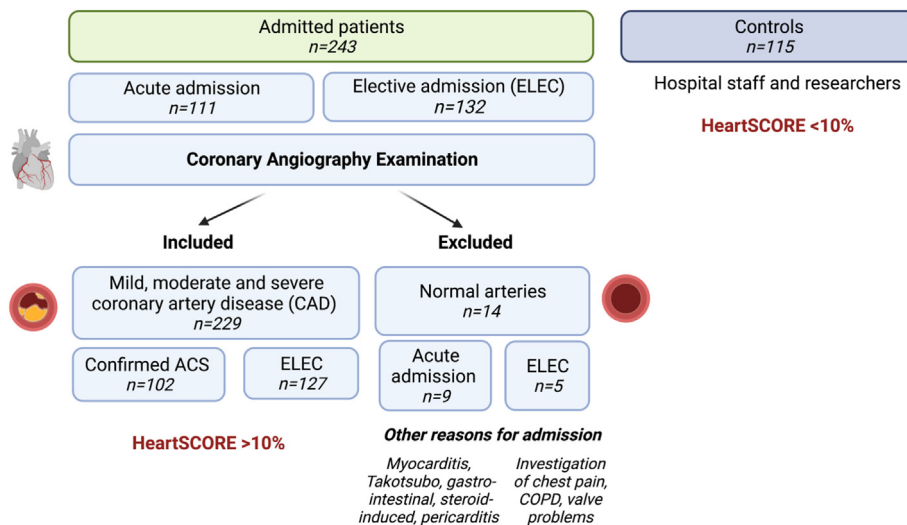 Admitted patients
n=243
Controls
n=115
Acute admission
n=111
Elective admission (ELEC)
n=132
Hospital staff and researchers
HeartSCORE <10%
Coronary Angiography Examination
Included
Excluded
Mild, moderate and severe
coronary artery disease (CAD)
n=229
Normal arteries
n=14
Confirmed ACS
n=102
ELEC
n=127
Acute
admission
n=9
ELEC
n=5
HeartSCORE >10%
Other reasons for admission
Myocarditis,
Takotsubo, gastro-
intestinal, steroid-
induced, pericarditis
Investigation
of chest pain,
COPD, valve
problems